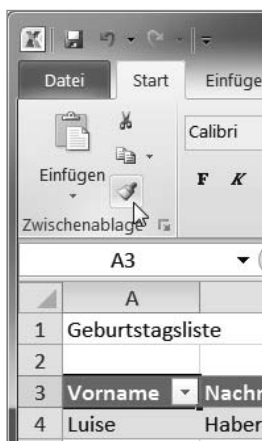 Datei Start Einfüge
Calibri
Einfügen
F K
Zwischenablage
A3
A
1 Geburtstagsliste
2
3 Vorname Nachr
4 Luise Haber